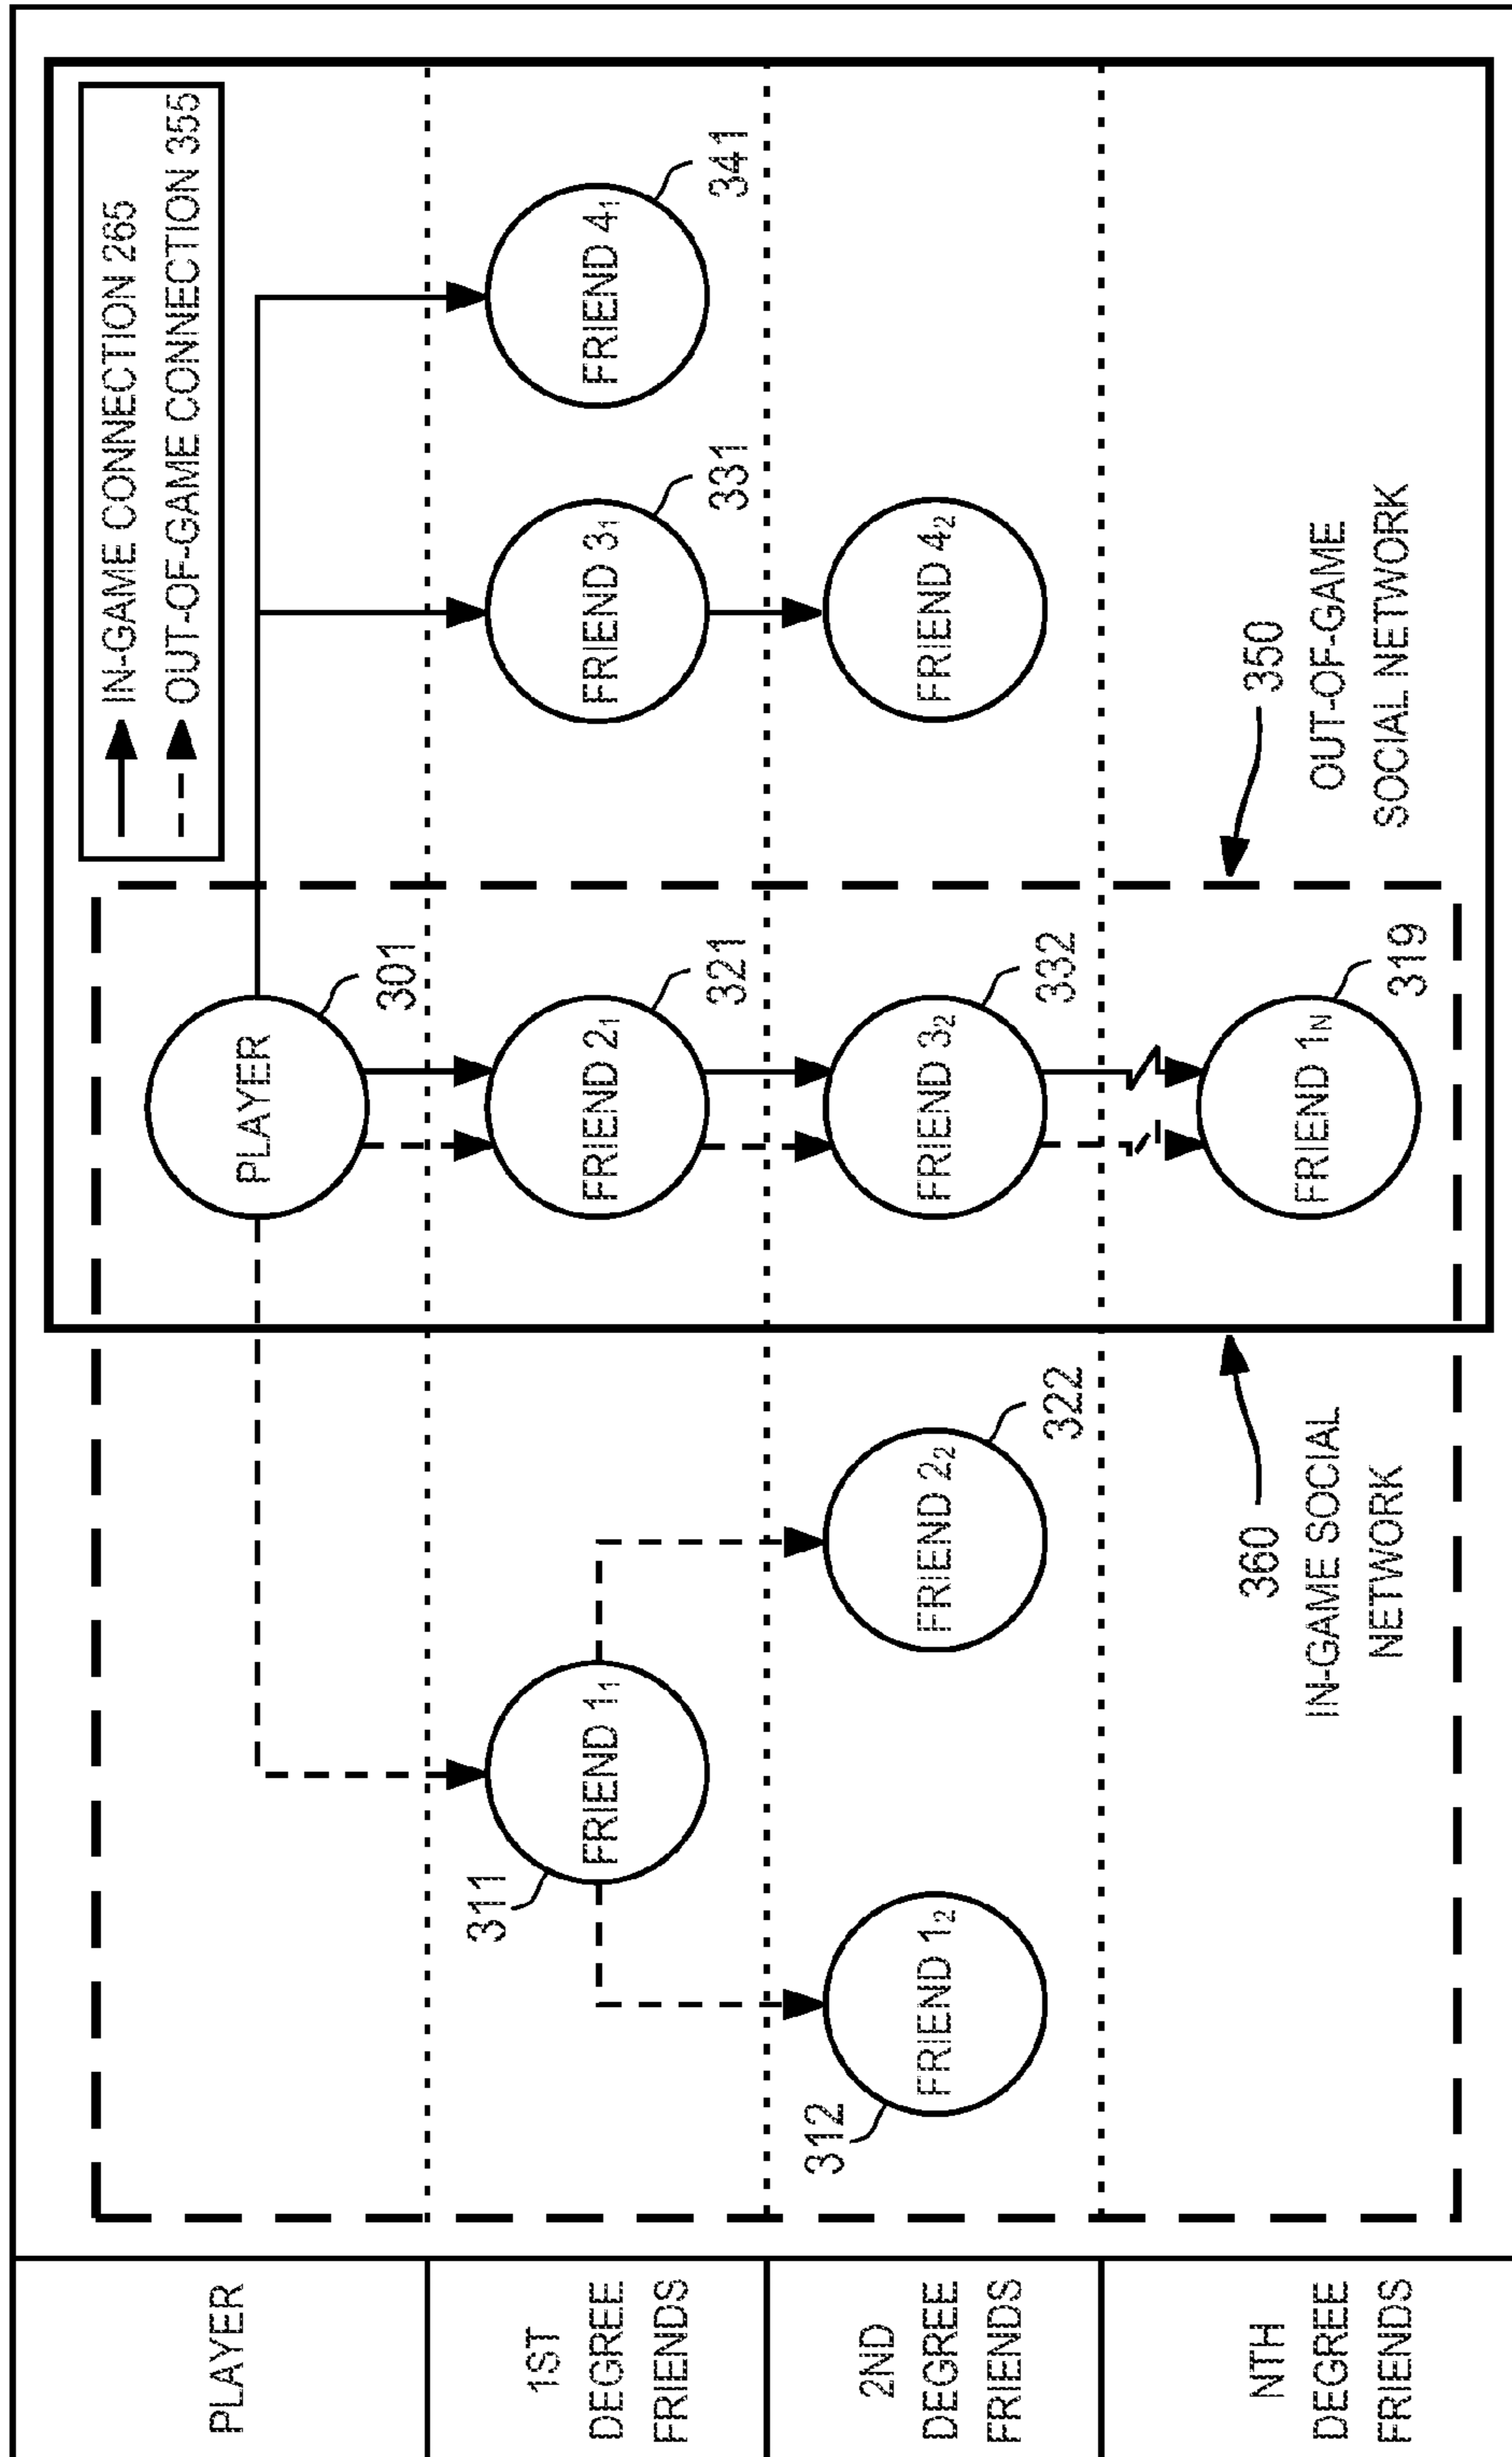 PLAYER
1ST
DEGREE
FRIENDS
2ND
DEGREE
FRIENDS
NTH
DEGREE
FRIENDS
IN-GAME CONNECTION 265
OUT-OF-GAME CONNECTION 355
PLAYER
301
FRIEND 1₁
311
FRIEND 2₁
321
FRIEND 3₁
331
FRIEND 4₁
341
FRIEND 1₂
312
FRIEND 2₂
322
FRIEND 3₂
332
FRIEND 4₂
FRIEND 1ₙ
319
360
IN-GAME SOCIAL
NETWORK
350
OUT-OF-GAME
SOCIAL NETWORK